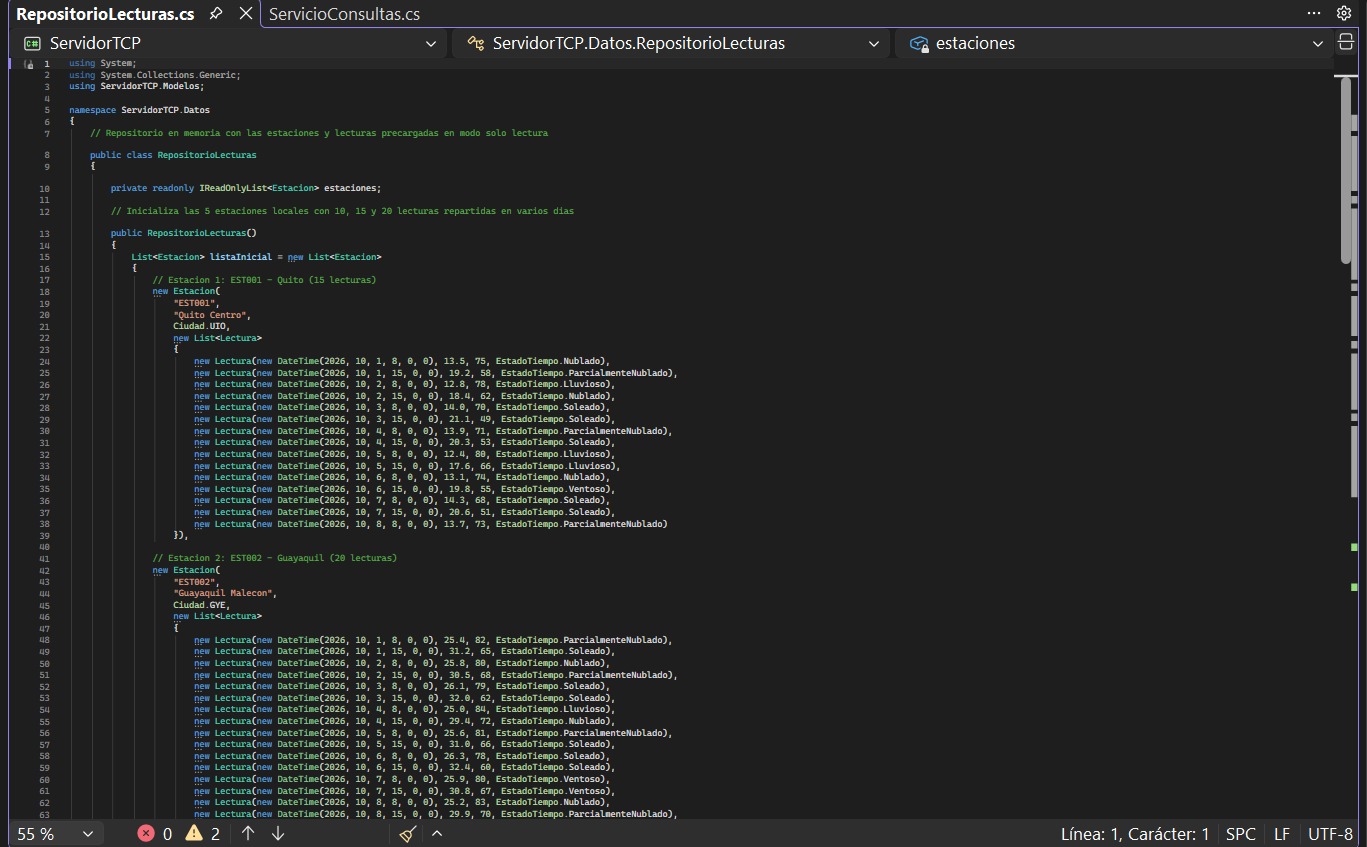 RepositorioLecturas.cs ServicioConsultas.cs
ServidorTCP ServidorTCP.Datos.RepositorioLecturas estaciones
1 using System;
2 using System.Collections.Generic;
3 using ServidorTCP.Modelos;
4
5 namespace ServidorTCP.Datos
6 {
7 // Repositorio en memoria con las estaciones y lecturas precargadas en modo solo lectura
8 public class RepositorioLecturas
9 {
10 private readonly IReadOnlyList<Estacion> estaciones;
11
12 // Inicializa las 5 estaciones locales con 10, 15 y 20 lecturas repartidas en varios dias
13 public RepositorioLecturas()
14 {
15 List<Estacion> listaInicial = new List<Estacion>
16 {
17 // Estacion 1: EST001 - Quito (15 lecturas)
18 new Estacion(
19 "EST001",
20 "Quito Centro",
21 Ciudad.UIO,
22 new List<Lectura>
23 {
24 new Lectura(new DateTime(2026, 10, 1, 8, 0, 0), 13.5, 75, EstadoTiempo.Nublado),
25 new Lectura(new DateTime(2026, 10, 1, 15, 0, 0), 19.2, 58, EstadoTiempo.ParcialmenteNublado),
26 new Lectura(new DateTime(2026, 10, 2, 8, 0, 0), 12.8, 78, EstadoTiempo.Lluvioso),
27 new Lectura(new DateTime(2026, 10, 2, 15, 0, 0), 18.4, 62, EstadoTiempo.Nublado),
28 new Lectura(new DateTime(2026, 10, 3, 8, 0, 0), 14.0, 70, EstadoTiempo.Soleado),
29 new Lectura(new DateTime(2026, 10, 3, 15, 0, 0), 21.1, 49, EstadoTiempo.Soleado),
30 new Lectura(new DateTime(2026, 10, 4, 8, 0, 0), 13.9, 71, EstadoTiempo.ParcialmenteNublado),
31 new Lectura(new DateTime(2026, 10, 4, 15, 0, 0), 20.3, 53, EstadoTiempo.Soleado),
32 new Lectura(new DateTime(2026, 10, 5, 8, 0, 0), 12.4, 80, EstadoTiempo.Lluvioso),
33 new Lectura(new DateTime(2026, 10, 5, 15, 0, 0), 17.6, 66, EstadoTiempo.Lluvioso),
34 new Lectura(new DateTime(2026, 10, 6, 8, 0, 0), 13.1, 74, EstadoTiempo.Nublado),
35 new Lectura(new DateTime(2026, 10, 6, 15, 0, 0), 19.8, 55, EstadoTiempo.Ventoso),
36 new Lectura(new DateTime(2026, 10, 7, 8, 0, 0), 14.3, 68, EstadoTiempo.Soleado),
37 new Lectura(new DateTime(2026, 10, 7, 15, 0, 0), 20.6, 51, EstadoTiempo.Soleado),
38 new Lectura(new DateTime(2026, 10, 8, 8, 0, 0), 13.7, 73, EstadoTiempo.ParcialmenteNublado)
39 }),
40
41 // Estacion 2: EST002 - Guayaquil (20 lecturas)
42 new Estacion(
43 "EST002",
44 "Guayaquil Malecon",
45 Ciudad.GYE,
46 new List<Lectura>
47 {
48 new Lectura(new DateTime(2026, 10, 1, 8, 0, 0), 25.4, 82, EstadoTiempo.ParcialmenteNublado),
49 new Lectura(new DateTime(2026, 10, 1, 15, 0, 0), 31.2, 65, EstadoTiempo.Soleado),
50 new Lectura(new DateTime(2026, 10, 2, 8, 0, 0), 25.8, 80, EstadoTiempo.Nublado),
51 new Lectura(new DateTime(2026, 10, 2, 15, 0, 0), 30.5, 68, EstadoTiempo.ParcialmenteNublado),
52 new Lectura(new DateTime(2026, 10, 3, 8, 0, 0), 26.1, 79, EstadoTiempo.Soleado),
53 new Lectura(new DateTime(2026, 10, 3, 15, 0, 0), 32.0, 62, EstadoTiempo.Soleado),
54 new Lectura(new DateTime(2026, 10, 4, 8, 0, 0), 25.0, 84, EstadoTiempo.Lluvioso),
55 new Lectura(new DateTime(2026, 10, 4, 15, 0, 0), 29.4, 72, EstadoTiempo.Nublado),
56 new Lectura(new DateTime(2026, 10, 5, 8, 0, 0), 25.6, 81, EstadoTiempo.ParcialmenteNublado),
57 new Lectura(new DateTime(2026, 10, 5, 15, 0, 0), 31.0, 66, EstadoTiempo.Soleado),
58 new Lectura(new DateTime(2026, 10, 6, 8, 0, 0), 26.3, 78, EstadoTiempo.Soleado),
59 new Lectura(new DateTime(2026, 10, 6, 15, 0, 0), 32.4, 60, EstadoTiempo.Soleado),
60 new Lectura(new DateTime(2026, 10, 7, 8, 0, 0), 25.9, 80, EstadoTiempo.Ventoso),
61 new Lectura(new DateTime(2026, 10, 7, 15, 0, 0), 30.8, 67, EstadoTiempo.Ventoso),
62 new Lectura(new DateTime(2026, 10, 8, 8, 0, 0), 25.2, 83, EstadoTiempo.Nublado),
63 new Lectura(new DateTime(2026, 10, 8, 15, 0, 0), 29.9, 70, EstadoTiempo.ParcialmenteNublado),
55 % 0 2 Línea: 1, Carácter: 1 SPC LF UTF-8